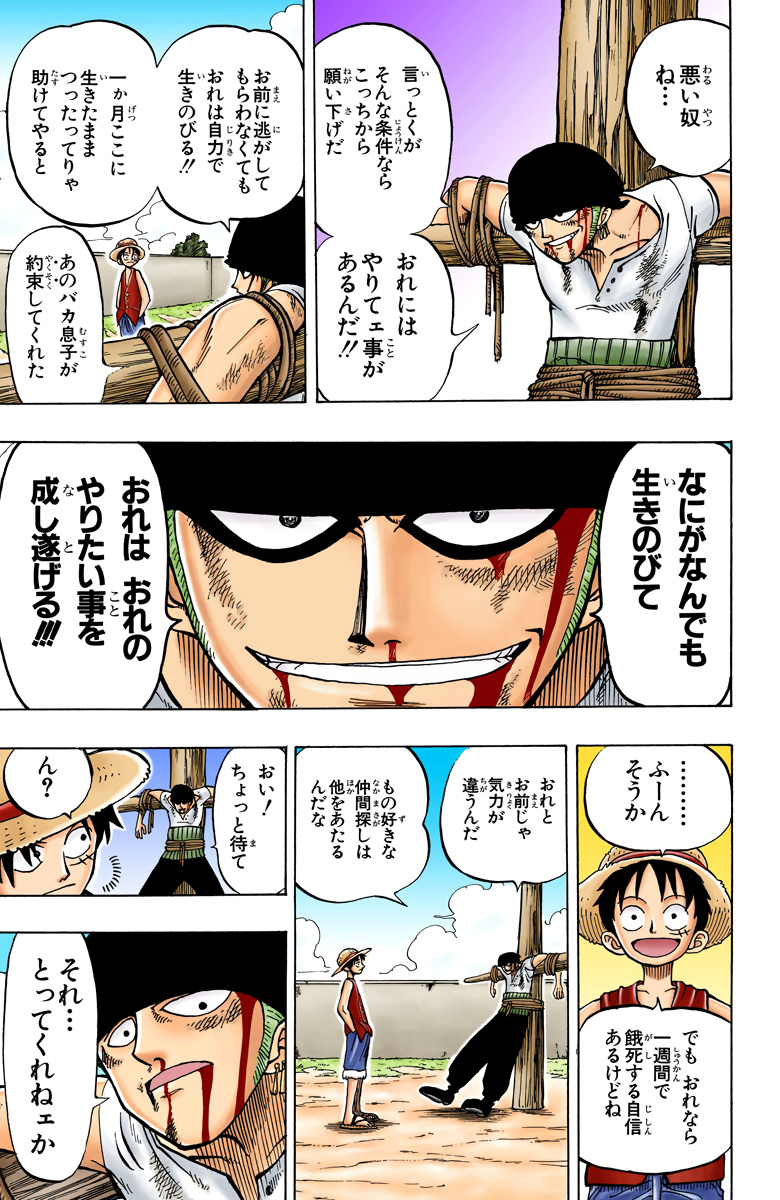 悪い奴
ね…
言っとくが
そんな条件なら
こっちから
願い下げだ
おれには
やりてェ事が
あるんだ!!
お前に逃がして
もらわなくても
おれは自力で
生きのびる!!
一か月ここに
生きたまま
つったってりゃ
助けてやると
あのバカ息子が
約束してくれた
なにがなんでも
生きのびて
おれは おれの
やりたい事を
成し遂げる!!!
………
ふーん
そうか
でも おれなら
一週間で
餓死する自信
あるけどね
おれと
お前じゃ
気力が
違うんだ
もの好きな
仲間探しは
他をあたる
んだな
おい!
ちょっと待て
ん?
それ…
とってくれねェか